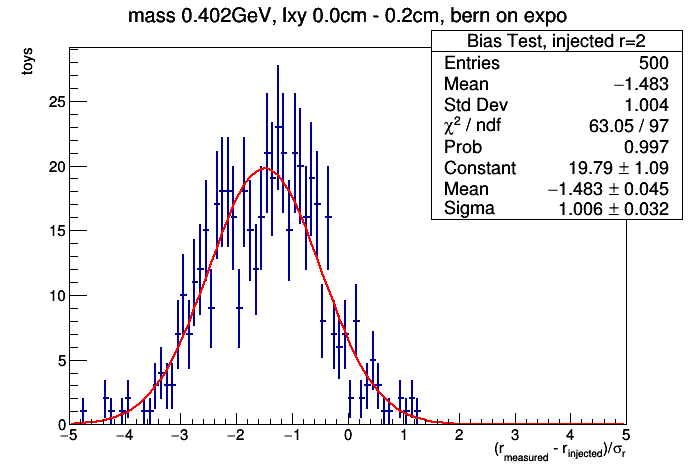 mass 0.402GeV, lxy 0.0cm - 0.2cm, bern on expo
toys
Bias Test, injected r=2
Entries 500
Mean −1.483
Std Dev 1.004
χ² / ndf 63.05 / 97
Prob 0.997
Constant 19.79 ± 1.09
Mean −1.483 ± 0.045
Sigma 1.006 ± 0.032
25
20
15
10
5
0
−5 −4 −3 −2 −1 0 1 2 3 4 5
(r_measured - r_injected)/σ_r